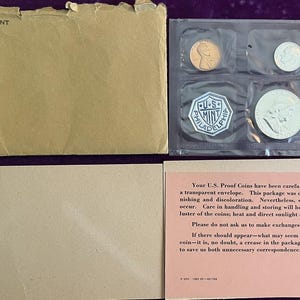 NT
U.S.
MINT
PHILADELPHIA
Your U.S. Proof Coins have been carefu
a transparent envelope. This package was
nishing and discoloration. Nevertheless,
occur. Care in handling and storing will
luster of the coins; heat and direct sunlight
Please do not ask us to make exchanges
If there should appear—what may seem
coin—it is, no doubt, a crease in the packag
to save us both unnecessary correspondence